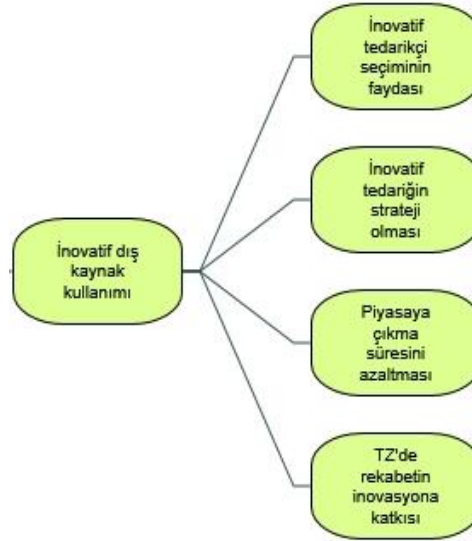 İnovatif
tedarikçi
seçiminin
faydası
İnovatif
tedariğin
strateji
olması
İnovatif dış
kaynak
kullanımı
Piyasaya
çıkma
süresini
azaltması
TZ'de
rekabetin
inovasyona
katkısı